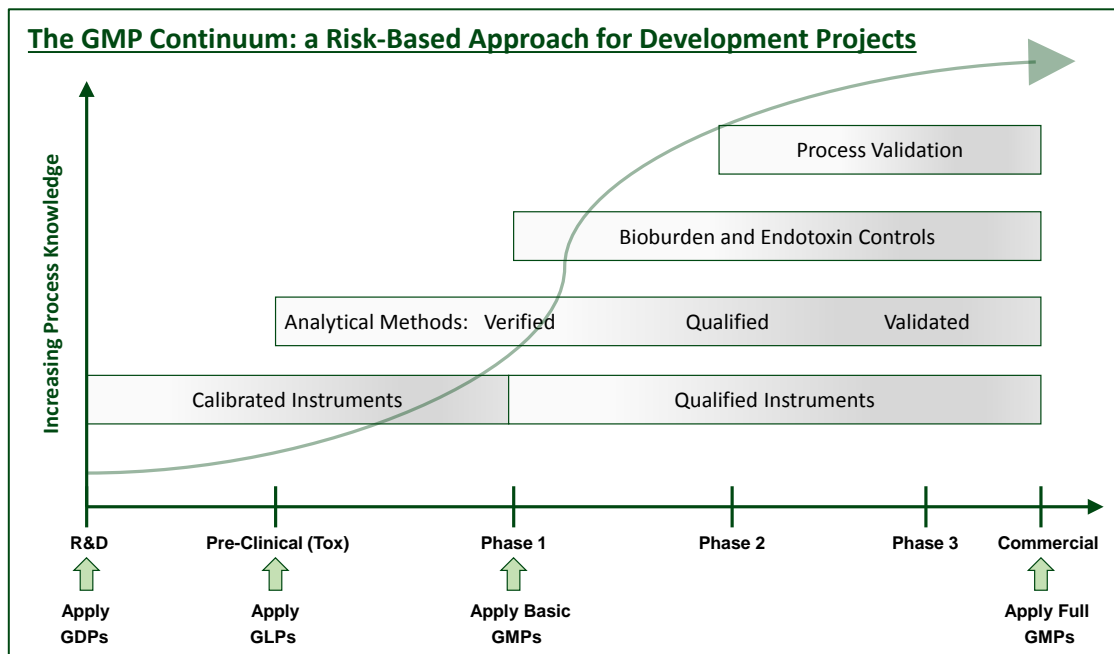 The GMP Continuum: a Risk-Based Approach for Development Projects
Increasing Process Knowledge
Process Validation
Bioburden and Endotoxin Controls
Analytical Methods: Verified Qualified Validated
Calibrated Instruments Qualified Instruments
R&D Pre-Clinical (Tox) Phase 1 Phase 2 Phase 3 Commercial
Apply Apply Apply Basic Apply Full
GDPs GLPs GMPs GMPs